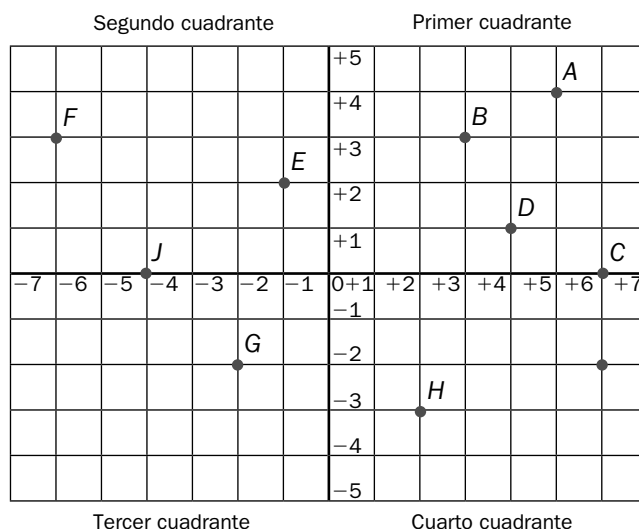 Segundo cuadrante Primer cuadrante
+5
A
+4
F B
+3
E
+2
D
+1
J C
−7 −6 −5 −4 −3 −2 −1 0+1 +2 +3 +4 +5 +6 +7
−1
G −2
H −3
−4
−5
Tercer cuadrante Cuarto cuadrante